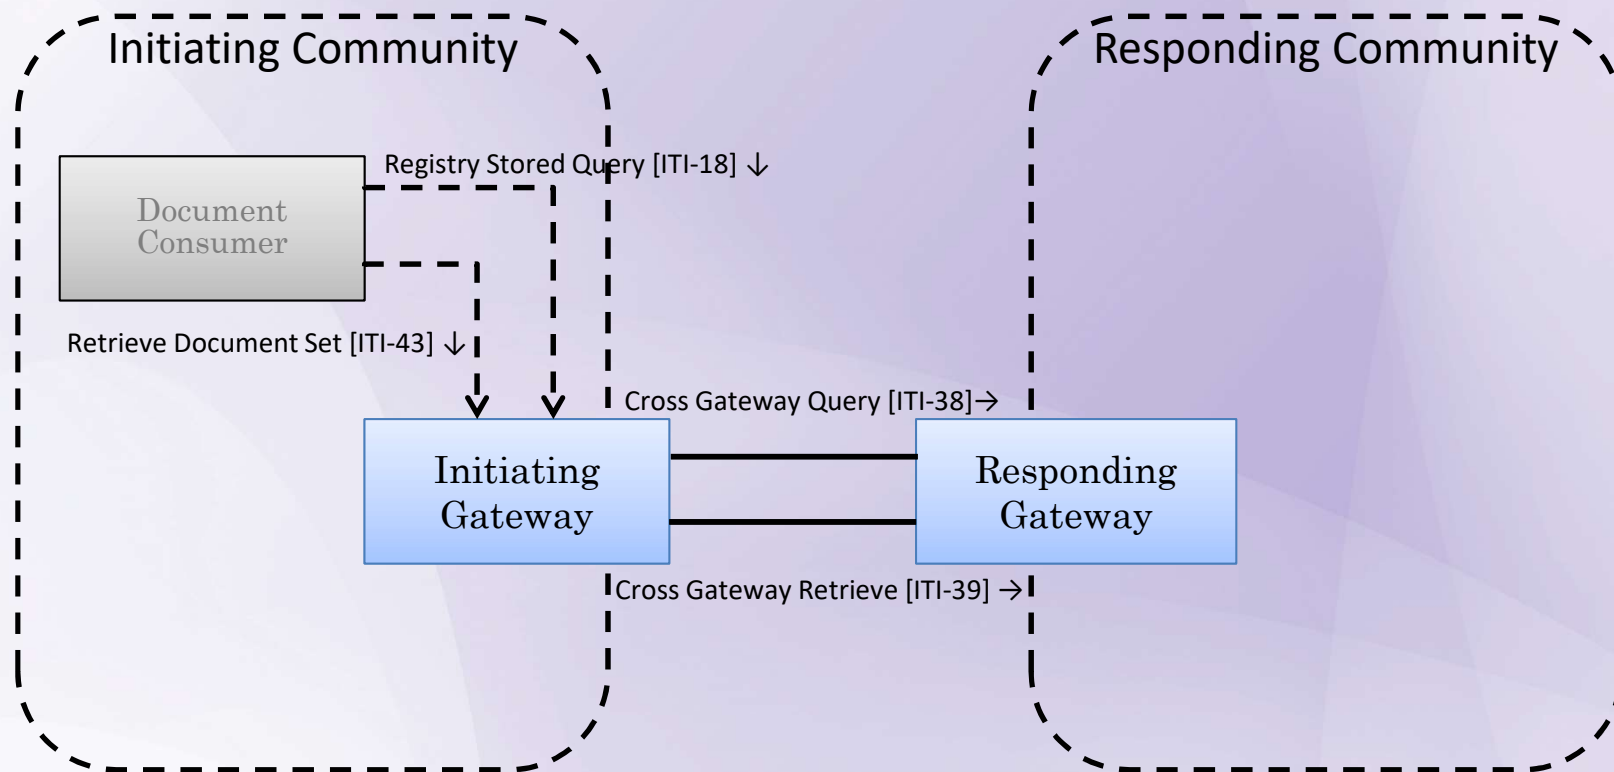 Initiating Community
Responding Community
Registry Stored Query [ITI-18] ↓
Document
Consumer
Retrieve Document Set [ITI-43] ↓
Cross Gateway Query [ITI-38]→
Initiating
Gateway
Responding
Gateway
Cross Gateway Retrieve [ITI-39] →